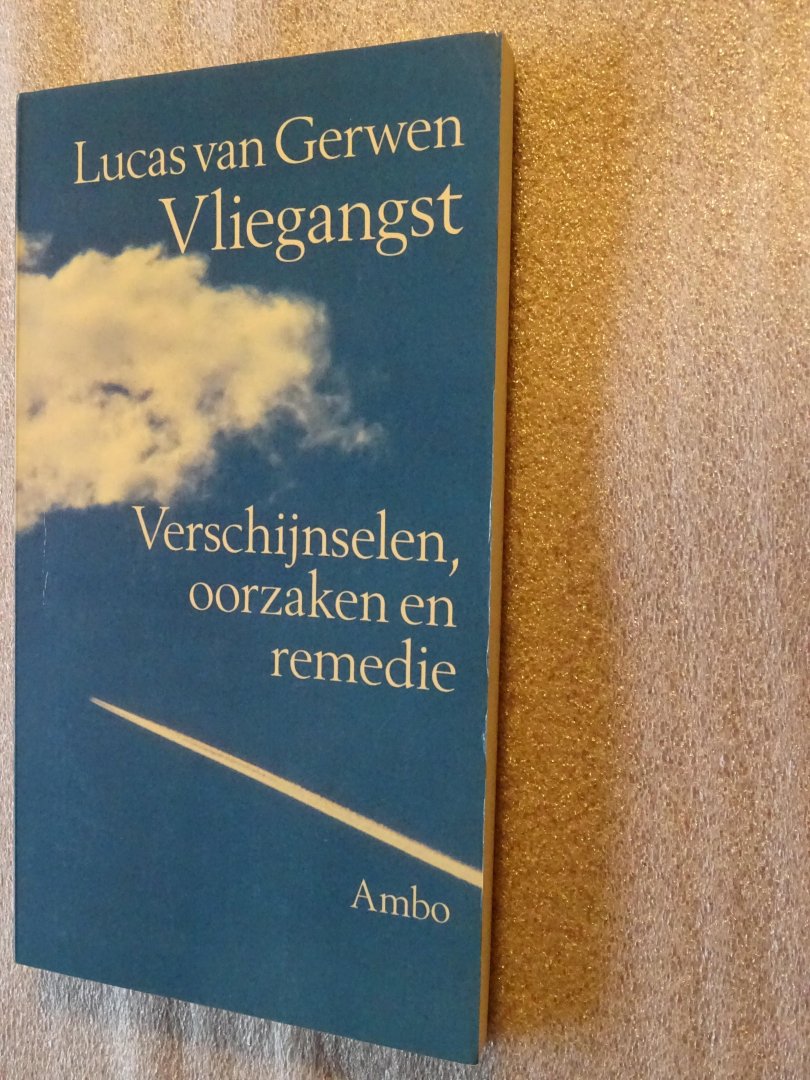 Lucas van Gerwen
Vliegangst
Verschijnselen,
oorzaken en
remedie
Ambo